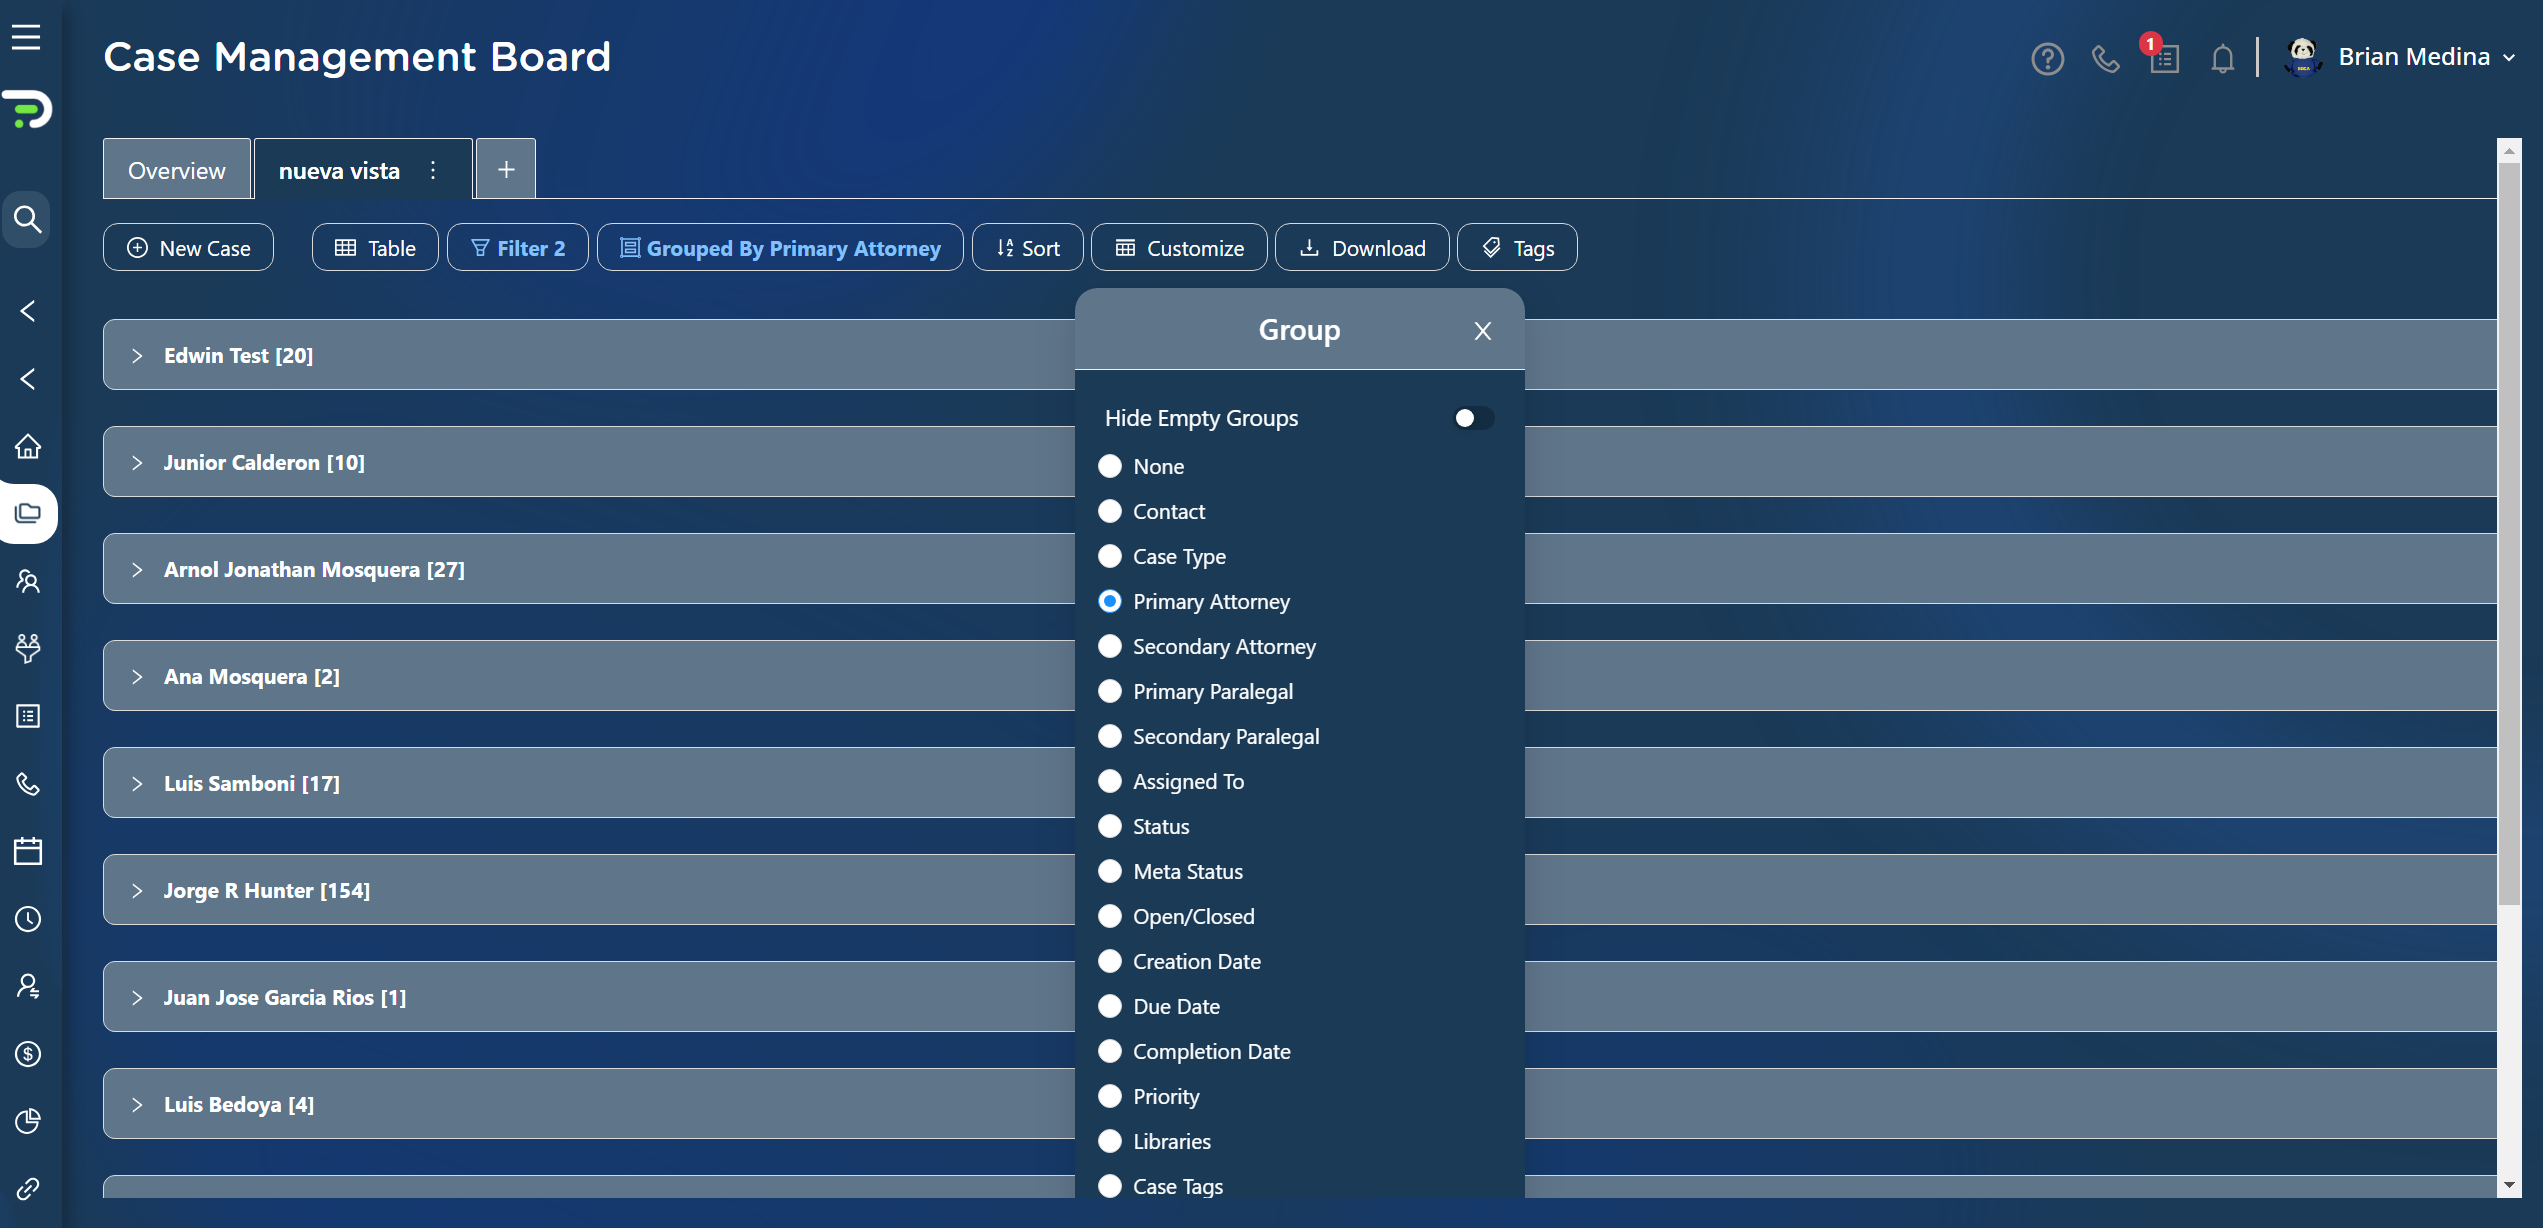 Case Management Board
1
Brian Medina
Overview
nueva vista
New Case
Table
Filter 2
Grouped By Primary Attorney
Sort
Customize
Download
Tags
Edwin Test [20]
Junior Calderon [10]
Arnol Jonathan Mosquera [27]
Ana Mosquera [2]
Luis Samboni [17]
Jorge R Hunter [154]
Juan Jose Garcia Rios [1]
Luis Bedoya [4]
Group
X
Hide Empty Groups
None
Contact
Case Type
Primary Attorney
Secondary Attorney
Primary Paralegal
Secondary Paralegal
Assigned To
Status
Meta Status
Open/Closed
Creation Date
Due Date
Completion Date
Priority
Libraries
Case Tags